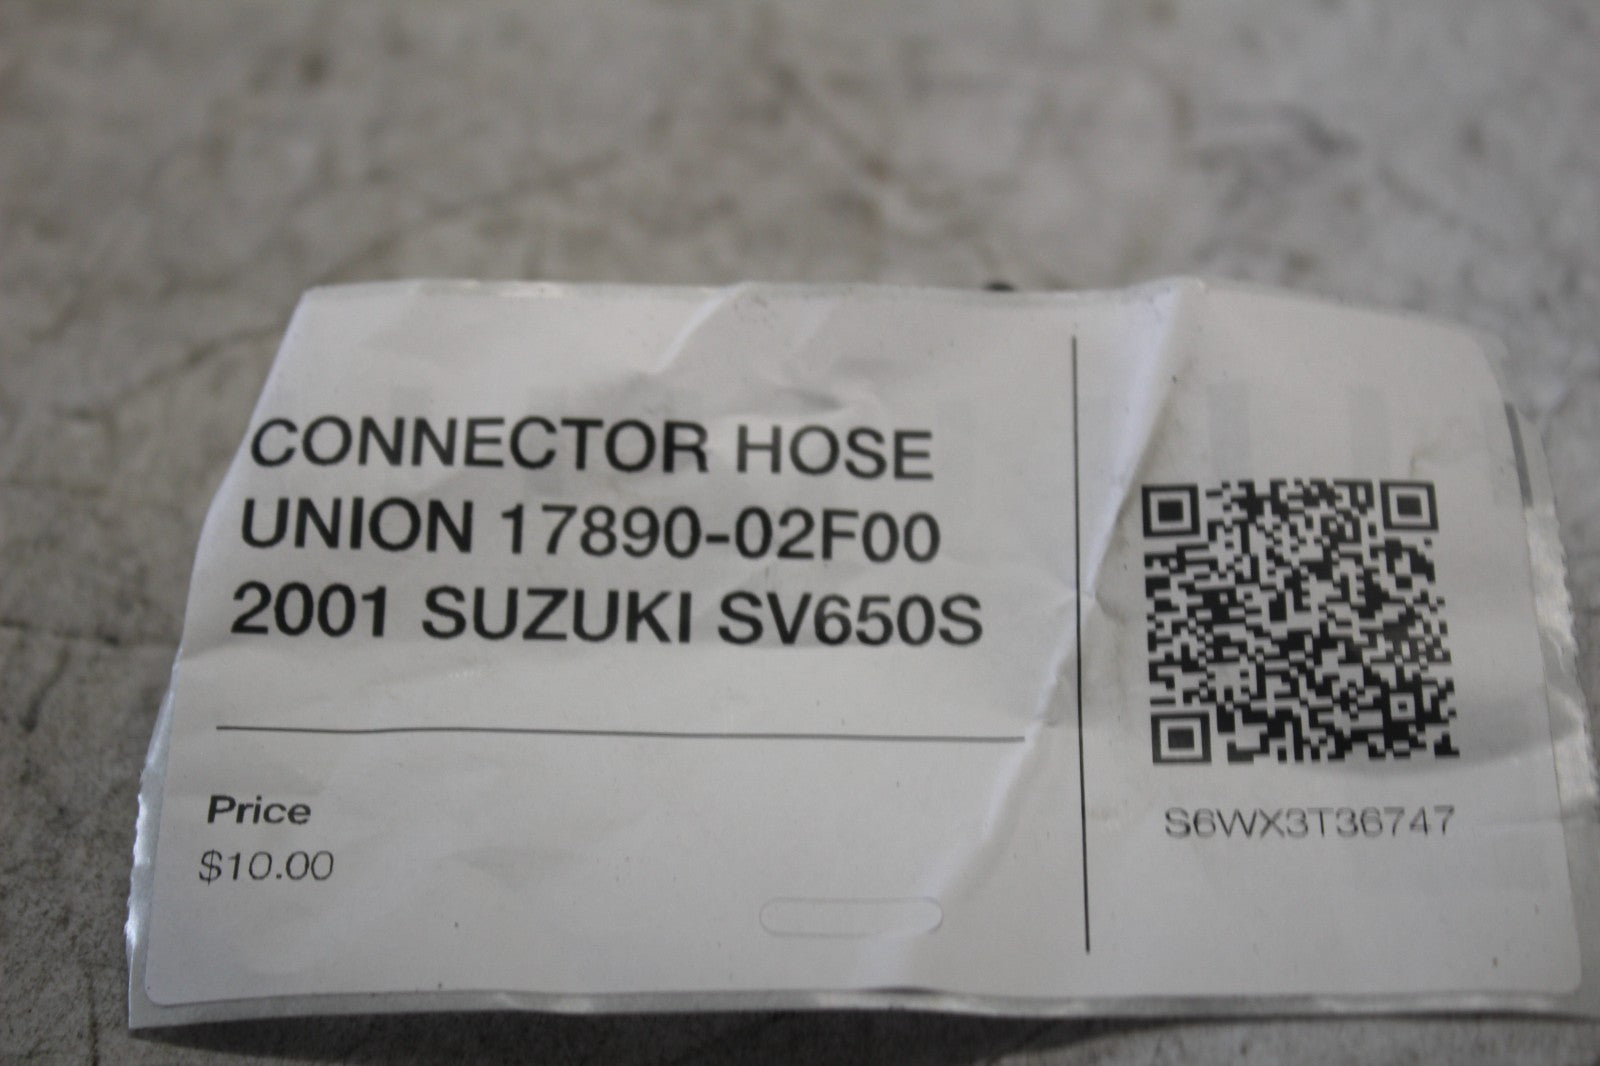 CONNECTOR HOSE
UNION 17890-02F00
2001 SUZUKI SV650S
Price
$10.00
S6WX3T36747